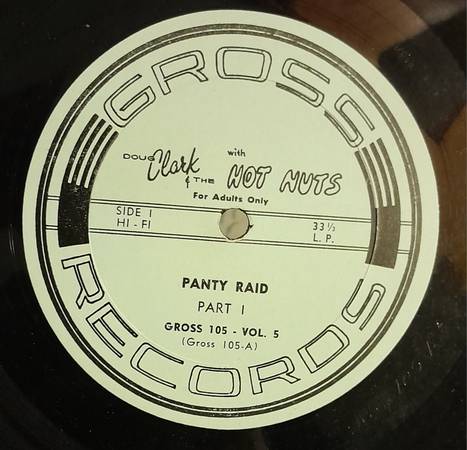 GROSS
with
DOUG Clark & THE HOT NUTS
For Adults Only
SIDE 1
HI - FI
33⅓
L. P.
PANTY RAID
PART 1
GROSS 105 - VOL. 5
(Gross 105-A)
RECORDS